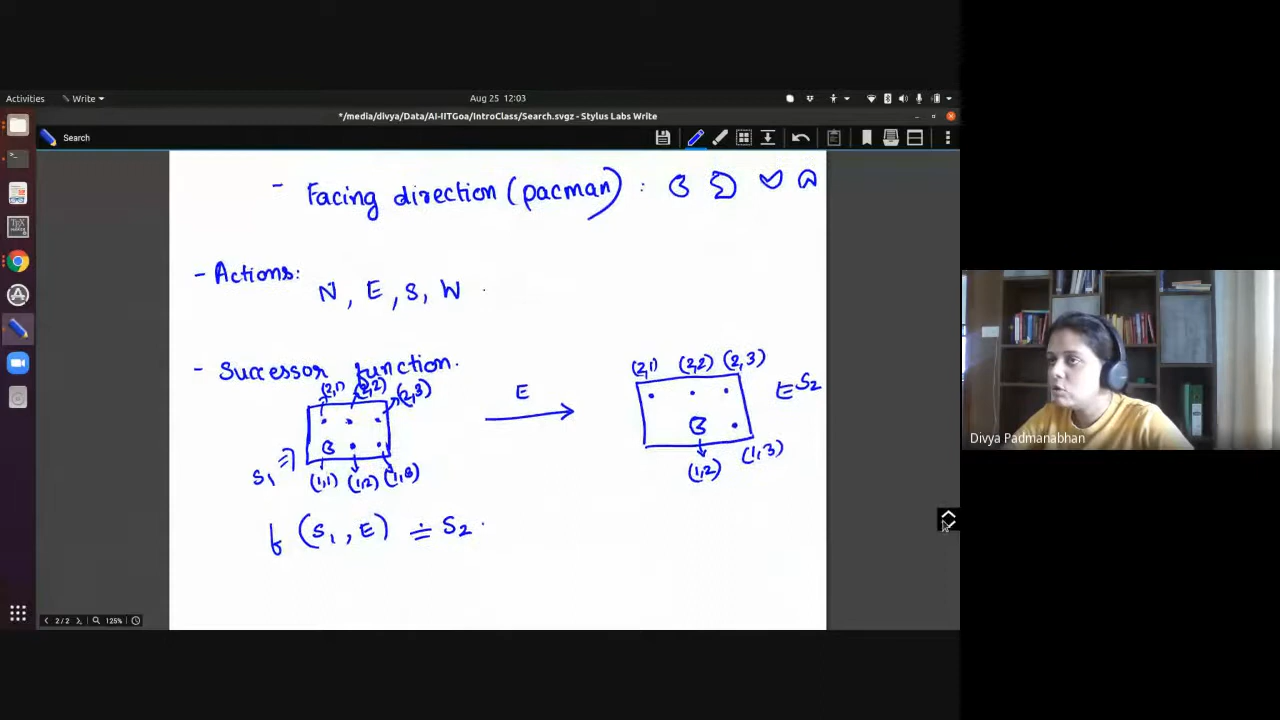 Activities Write Aug 25 12:03
*/media/divya/Data/AI-IITGoa/IntroClass/Search.svgz - Stylus Labs Write
Search
- Facing direction (pacman) :
- Actions:
N, E, S, W
- Successor function.
(2,1) (2,2) (2,3)
E
(2,1) (2,2) (2,3)
S2
S1
(1,1) (1,2) (1,3)
(1,2) (1,3)
f (S1, E) = S2
Divya Padmanabhan
2/2 125%